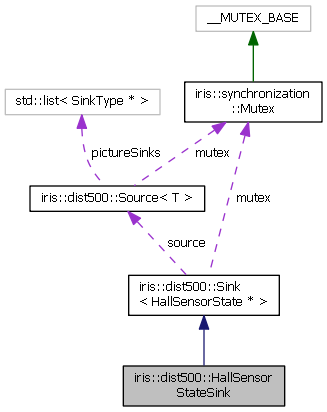 __MUTEX_BASE
std::list< SinkType * >
iris::synchronization
::Mutex
pictureSinks
mutex
iris::dist500::Source< T >
mutex
source
iris::dist500::Sink
< HallSensorState * >
iris::dist500::HallSensor
StateSink